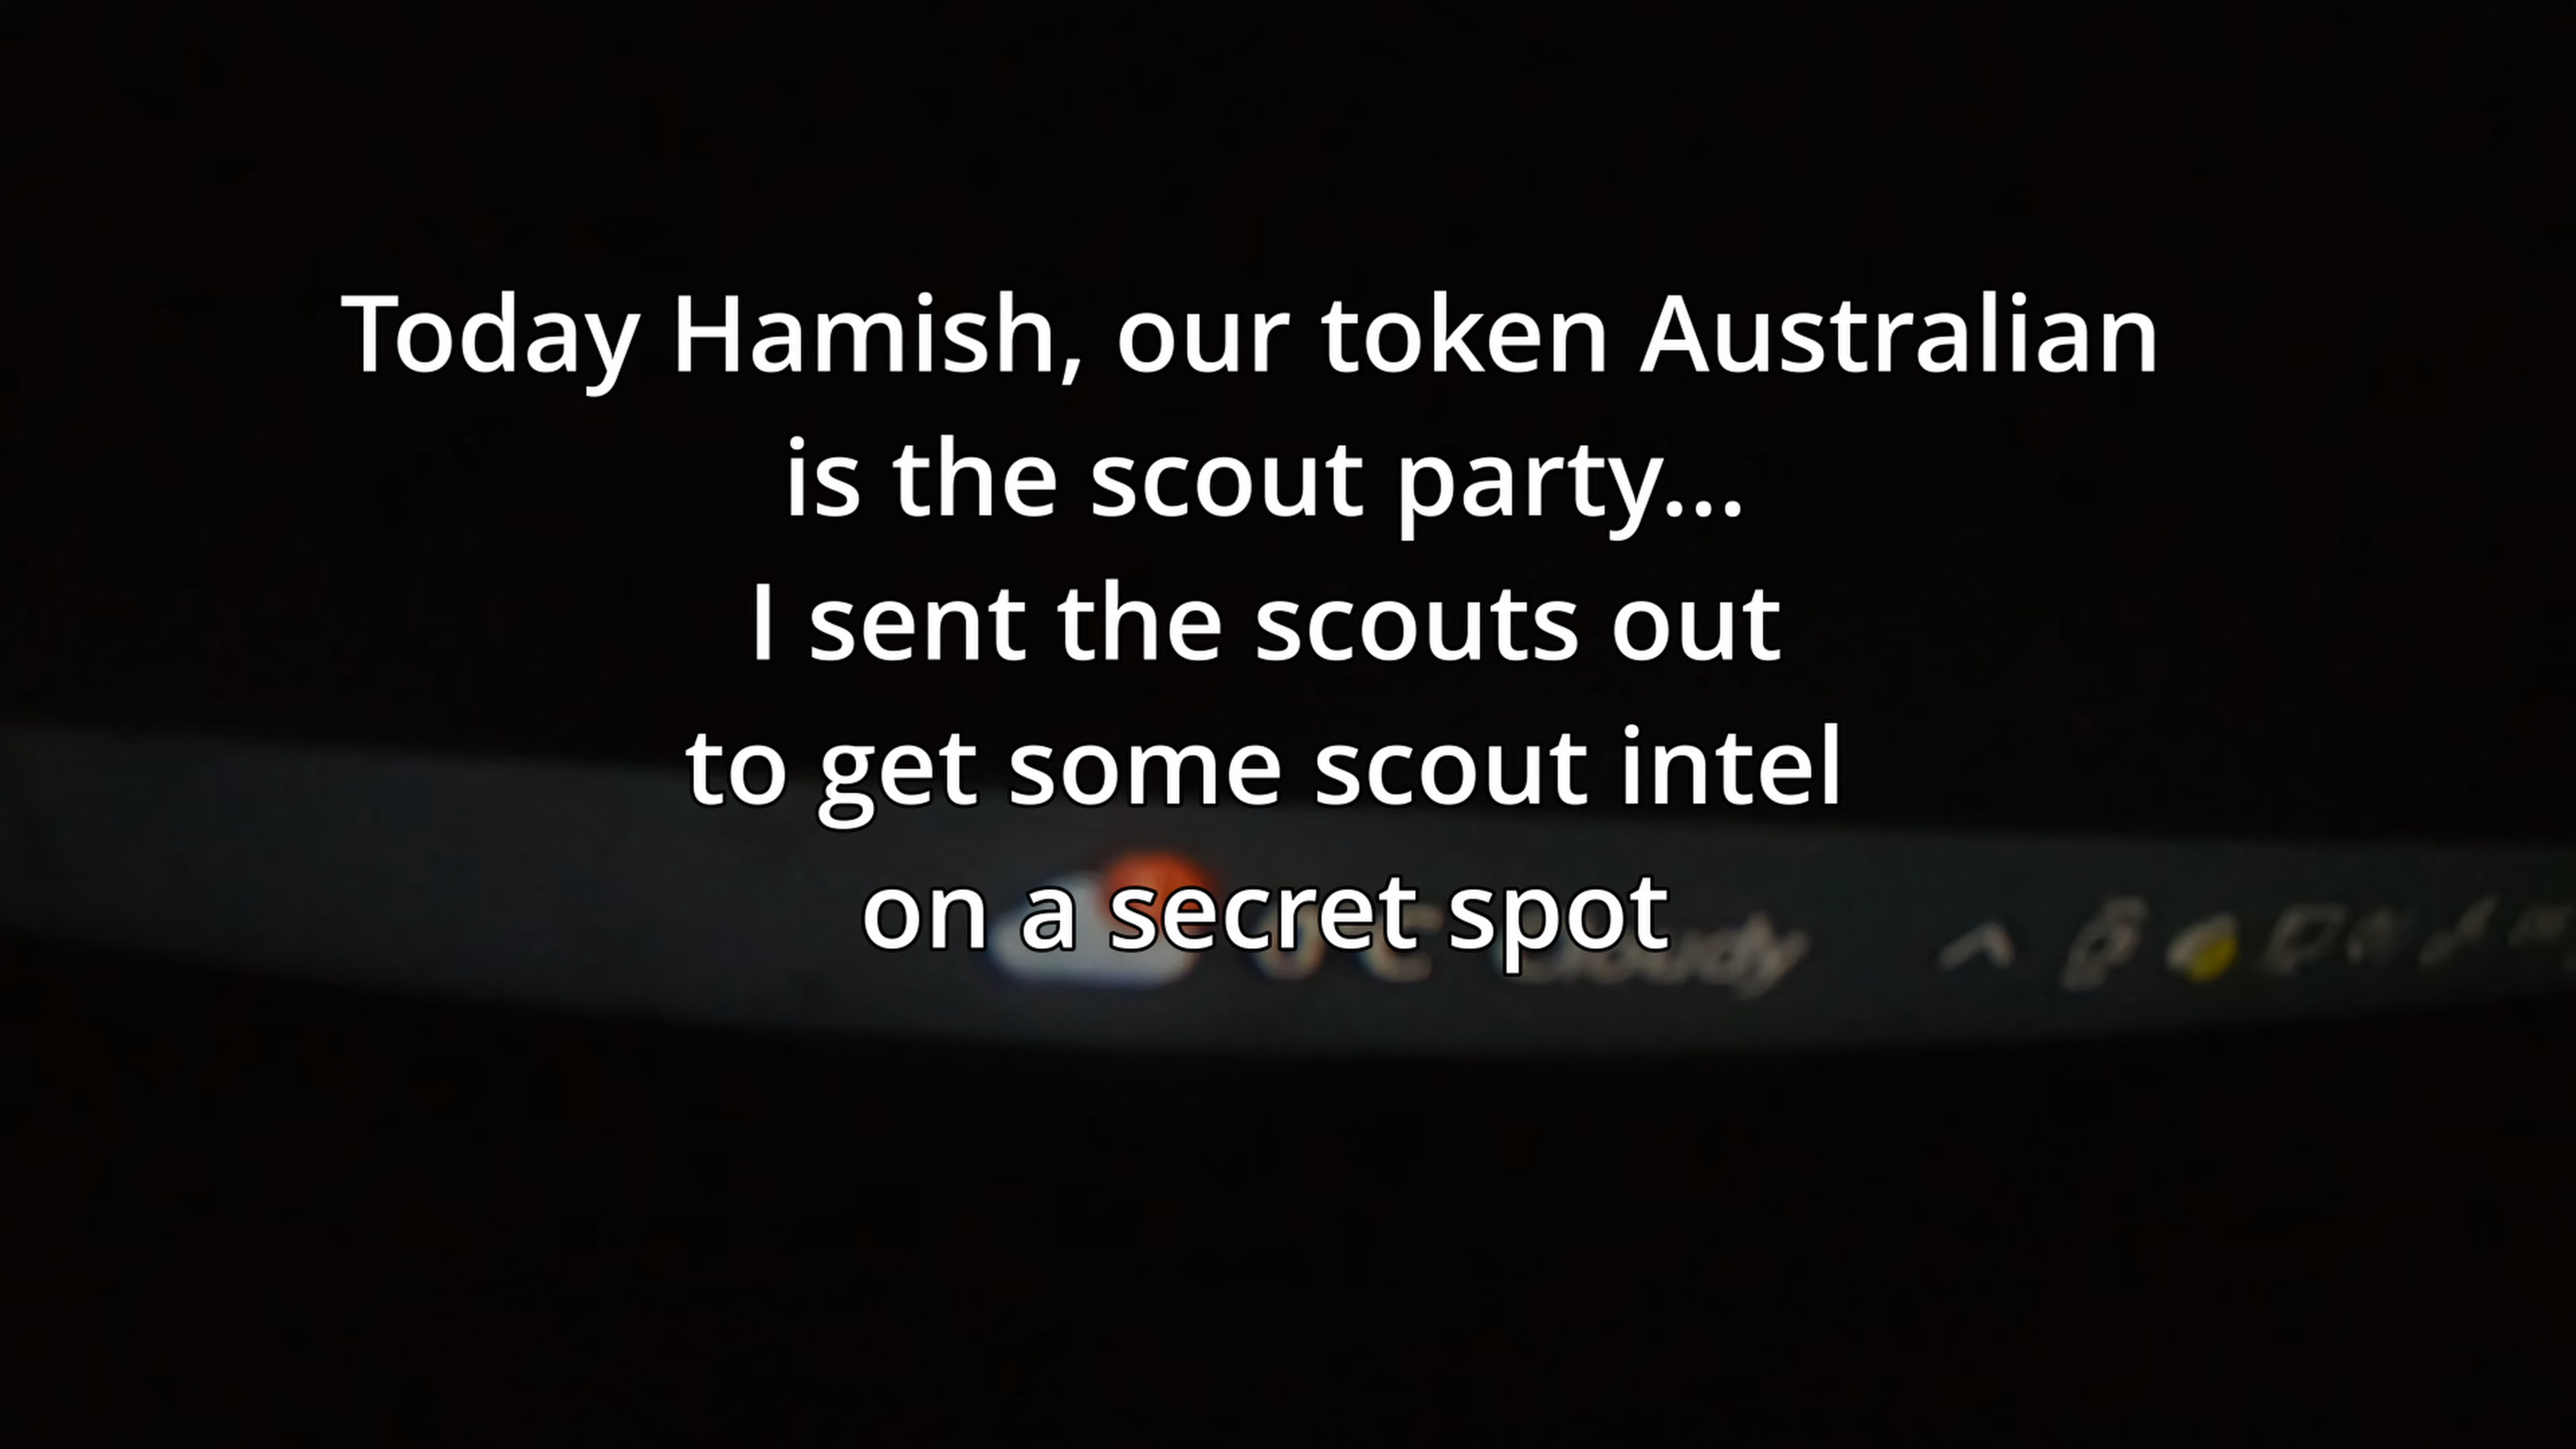 Today Hamish, our token Australian
is the scout party...
I sent the scouts out
to get some scout intel
on a secret spot
Cloudy